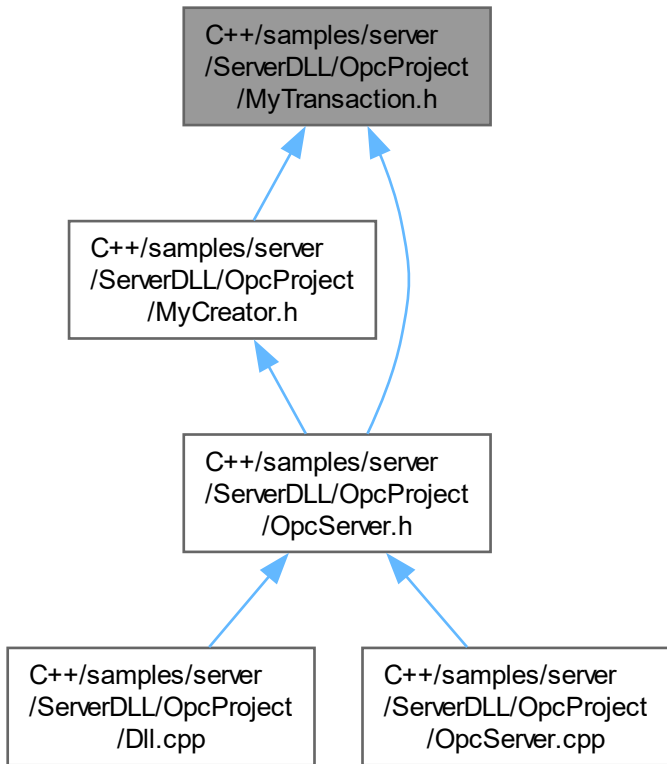 C++/samples/server
/ServerDLL/OpcProject
/MyTransaction.h
C++/samples/server
/ServerDLL/OpcProject
/MyCreator.h
C++/samples/server
/ServerDLL/OpcProject
/OpcServer.h
C++/samples/server
/ServerDLL/OpcProject
/Dll.cpp
C++/samples/server
/ServerDLL/OpcProject
/OpcServer.cpp